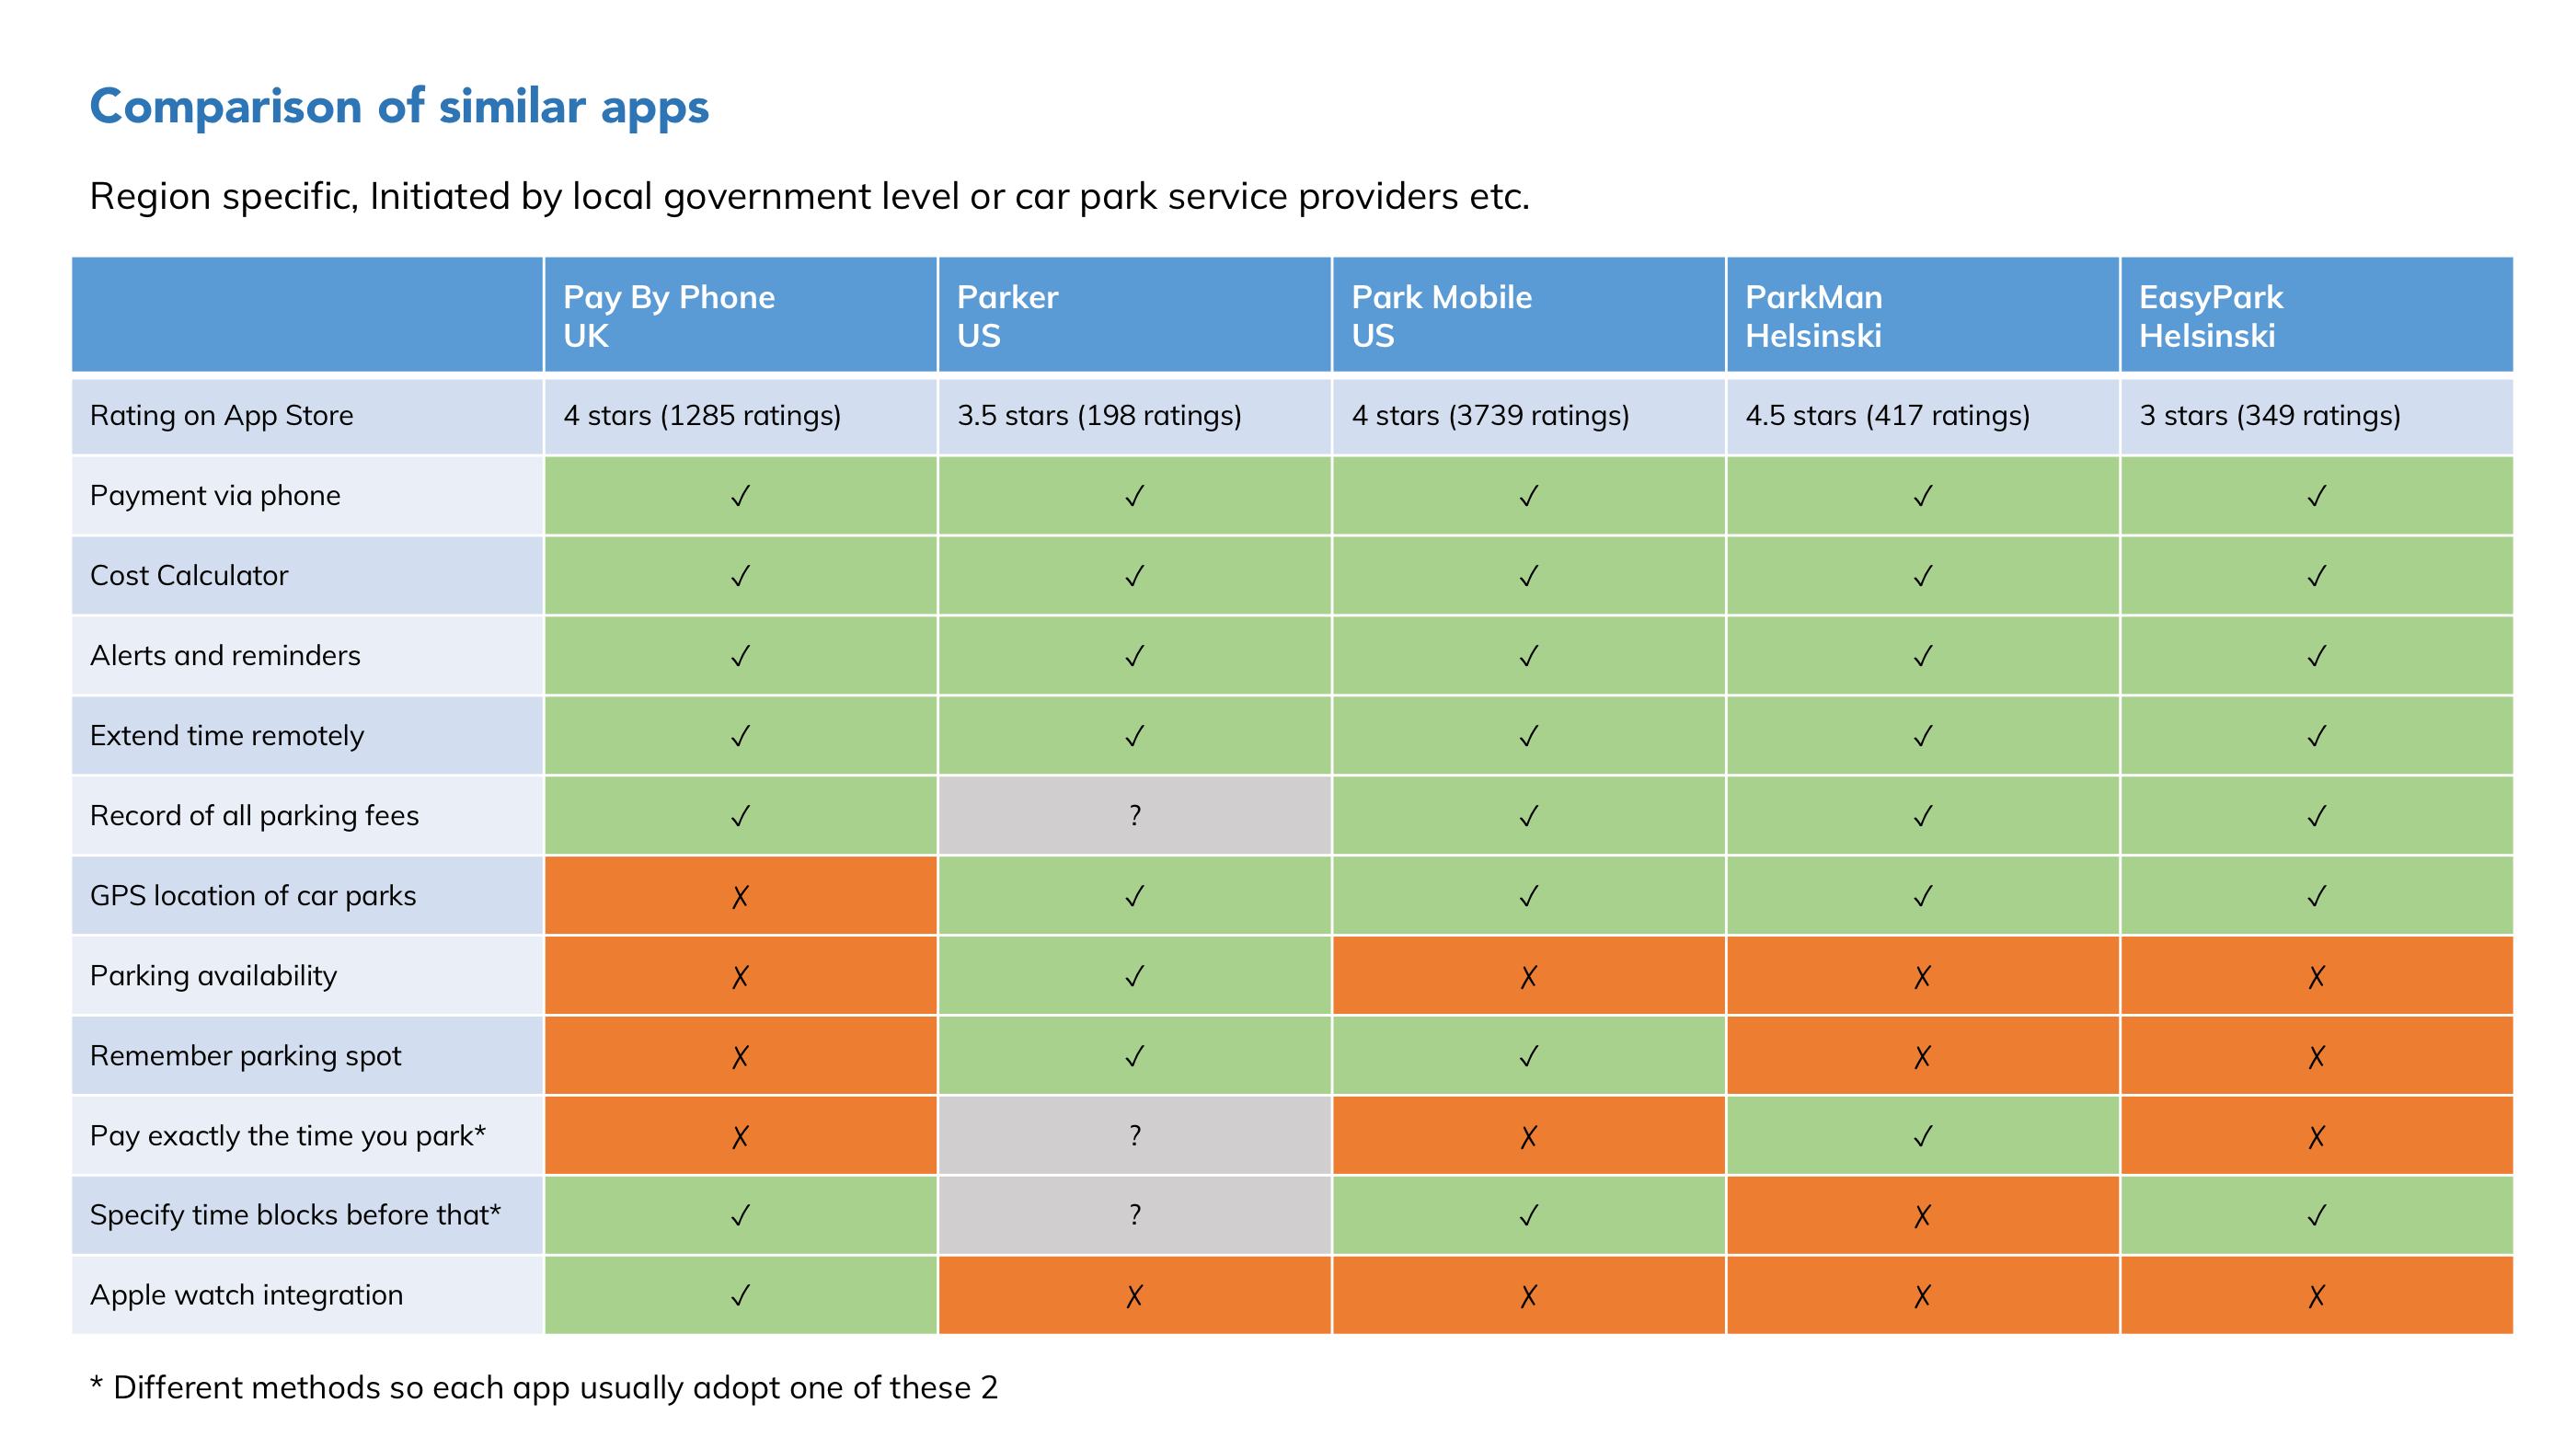 Comparison of similar apps
Region specific, Initiated by local government level or car park service providers etc.
Pay By Phone UK Parker US Park Mobile US ParkMan Helsinki EasyPark Helsinki
Rating on App Store 4 stars (1285 ratings) 3.5 stars (198 ratings) 4 stars (3739 ratings) 4.5 stars (417 ratings) 3 stars (349 ratings)
Payment via phone ✓ ✓ ✓ ✓ ✓
Cost Calculator ✓ ✓ ✓ ✓ ✓
Alerts and reminders ✓ ✓ ✓ ✓ ✓
Extend time remotely ✓ ✓ ✓ ✓ ✓
Record of all parking fees ✓ ? ✓ ✓ ✓
GPS location of car parks ✗ ✓ ✓ ✓ ✓
Parking availability ✗ ✓ ✗ ✗ ✗
Remember parking spot ✗ ✓ ✓ ✗ ✗
Pay exactly the time you park* ✗ ? ✗ ✓ ✗
Specify time blocks before that* ✓ ? ✓ ✗ ✓
Apple watch integration ✓ ✗ ✗ ✗ ✗
* Different methods so each app usually adopt one of these 2